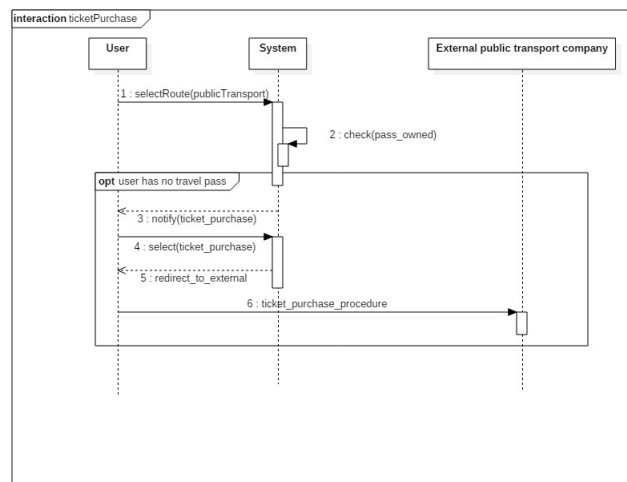 interaction ticketPurchase
User
System
External public transport company
1 : selectRoute(publicTransport)
2 : check(pass_owned)
opt user has no travel pass
3 : notify(ticket_purchase)
4 : select(ticket_purchase)
5 : redirect_to_external
6 : ticket_purchase_procedure